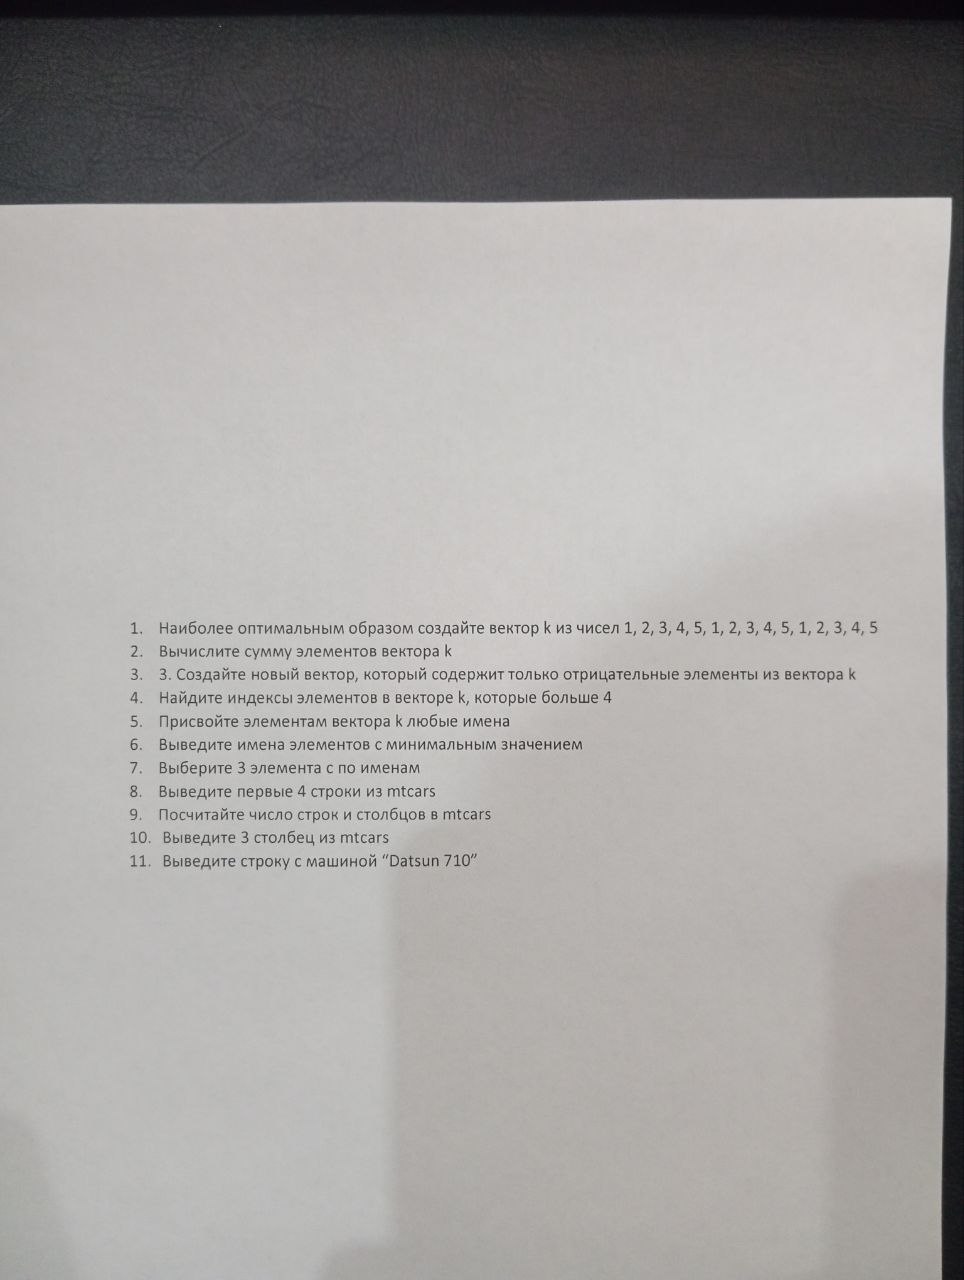 1. Наиболее оптимальным образом создайте вектор k из чисел 1, 2, 3, 4, 5, 1, 2, 3, 4, 5, 1, 2, 3, 4, 5
2. Вычислите сумму элементов вектора k
3. 3. Создайте новый вектор, который содержит только отрицательные элементы из вектора k
4. Найдите индексы элементов в векторе k, которые больше 4
5. Присвойте элементам вектора k любые имена
6. Выведите имена элементов с минимальным значением
7. Выберите 3 элемента с по именам
8. Выведите первые 4 строки из mtcars
9. Посчитайте число строк и столбцов в mtcars
10. Выведите 3 столбец из mtcars
11. Выведите строку с машиной “Datsun 710”